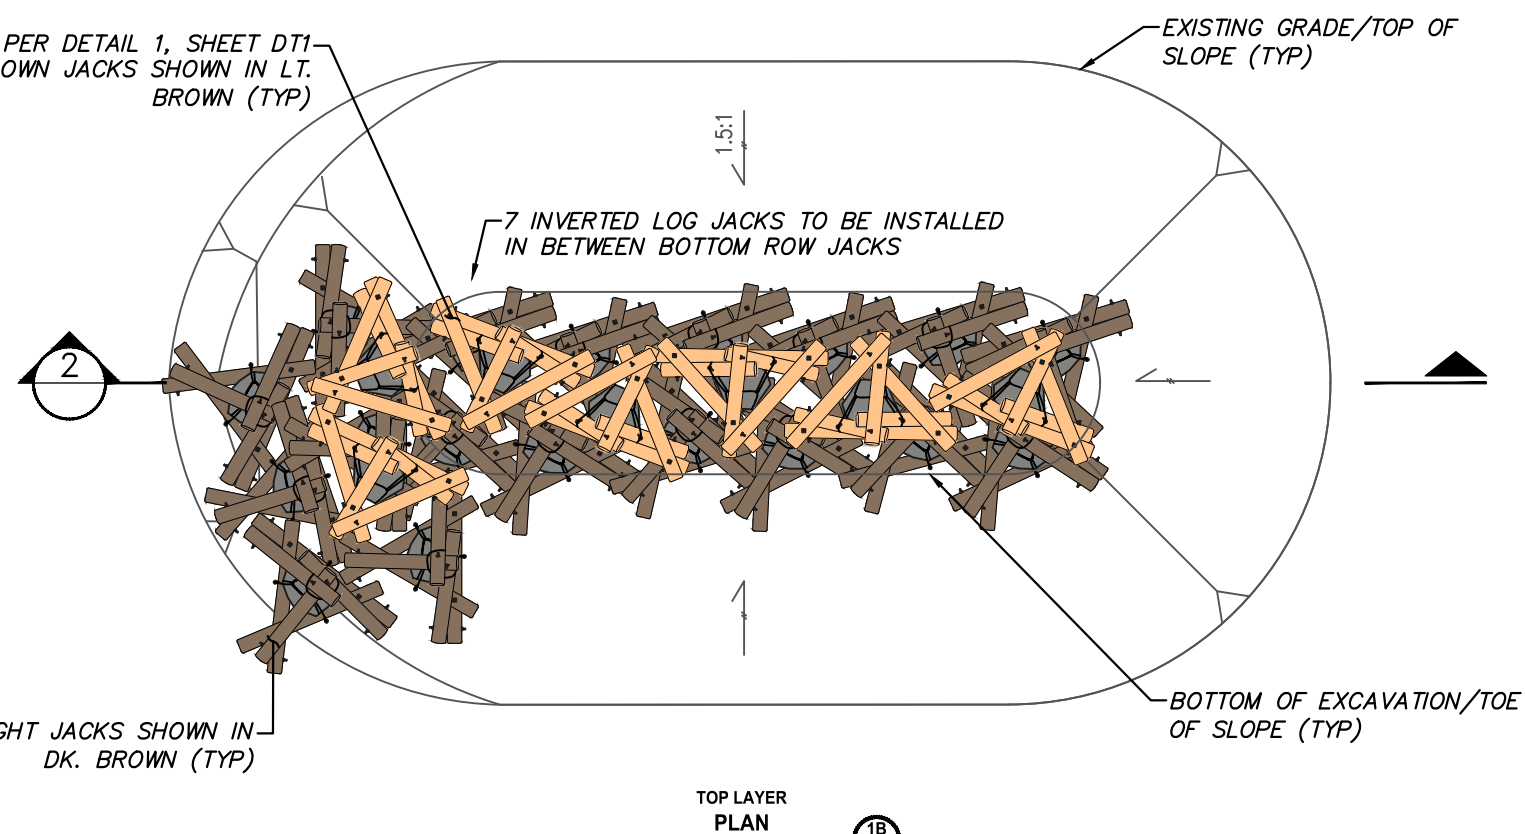 PER DETAIL 1, SHEET DT1
OWN JACKS SHOWN IN LT.
BROWN (TYP)
EXISTING GRADE/TOP OF
SLOPE (TYP)
1.5:1
7 INVERTED LOG JACKS TO BE INSTALLED
IN BETWEEN BOTTOM ROW JACKS
2
BOTTOM OF EXCAVATION/TOE
OF SLOPE (TYP)
GHT JACKS SHOWN IN
DK. BROWN (TYP)
TOP LAYER
PLAN
1B